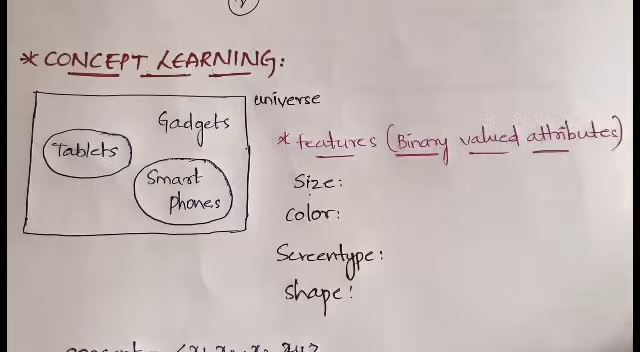 * CONCEPT LEARNING:
universe
Gadgets
Tablets
Smart
phones
* features (Binary valued attributes)
Size:
Color:
Screentype:
shape: